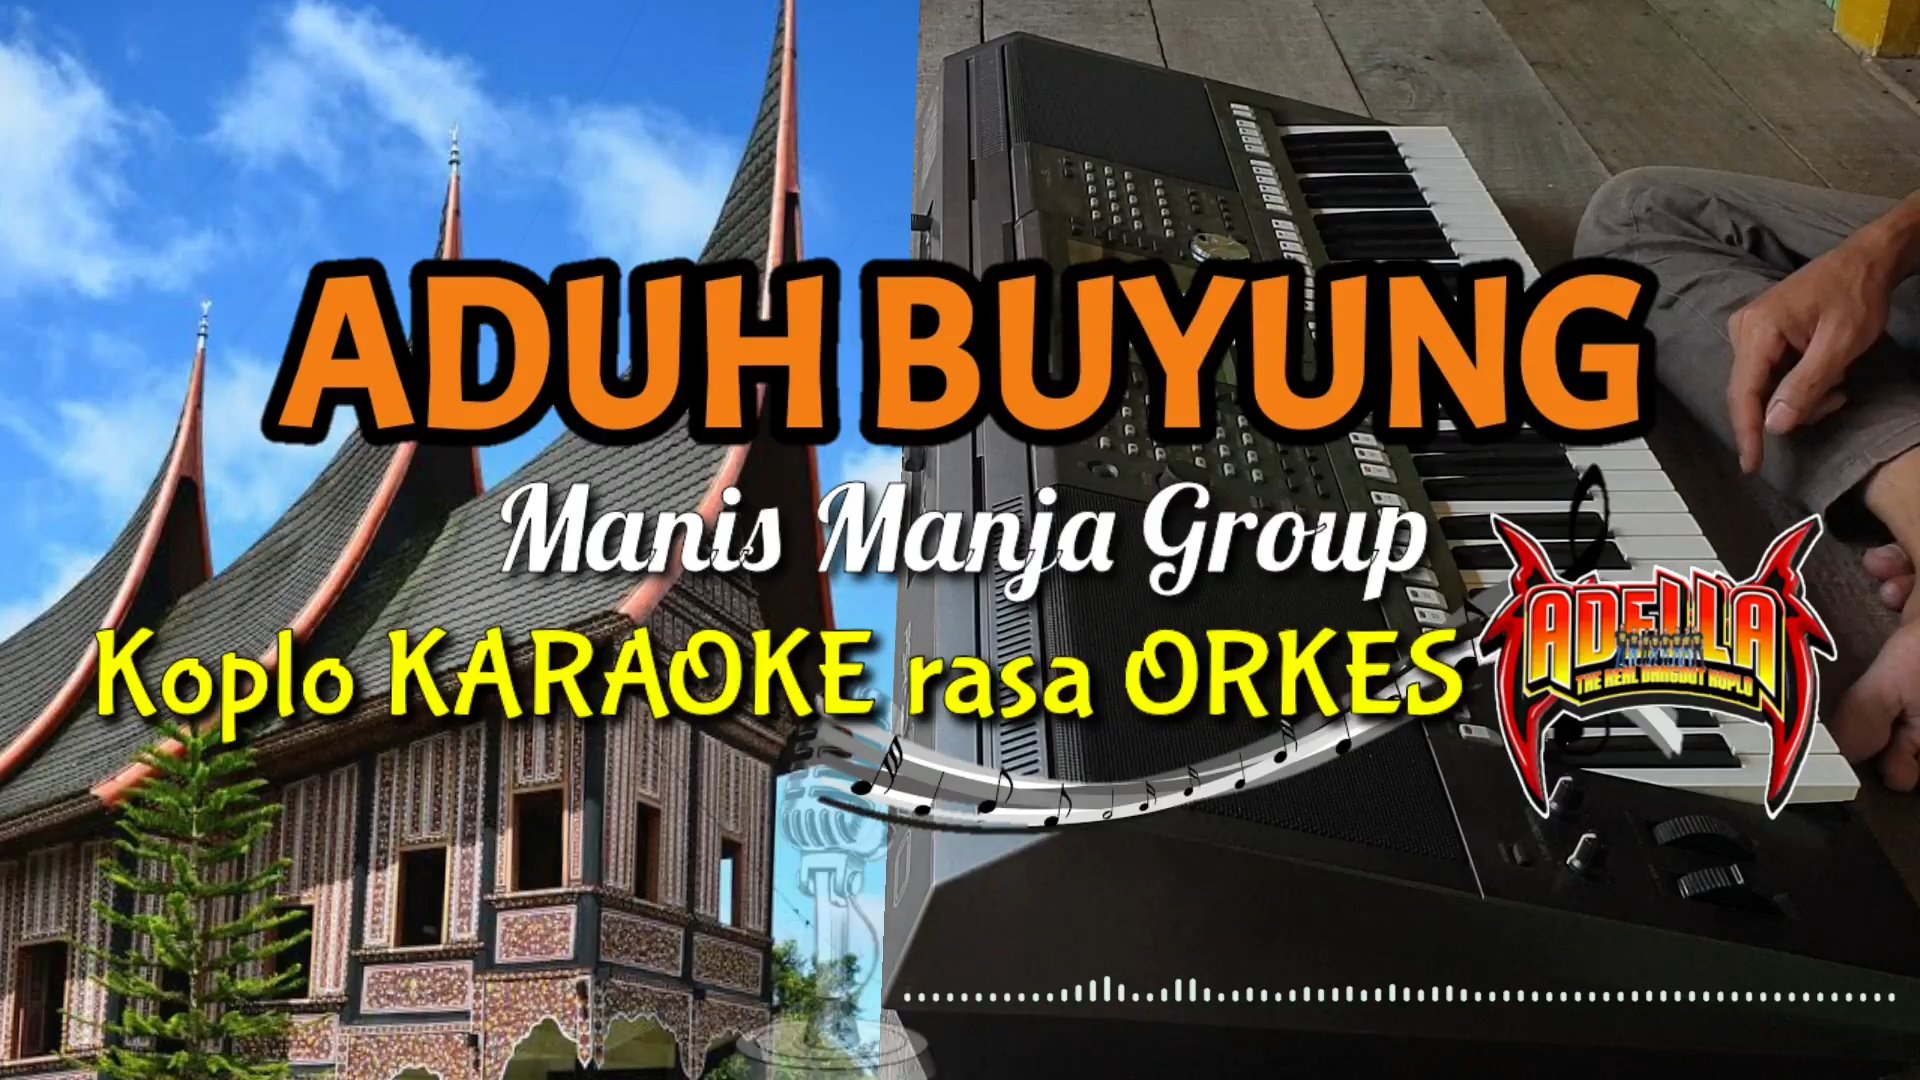 ADUH BUYUNG
Manis Manja Group
Koplo KARAOKE rasa ORKES
ADELLA
THE REAL DANGDUT KOPLO